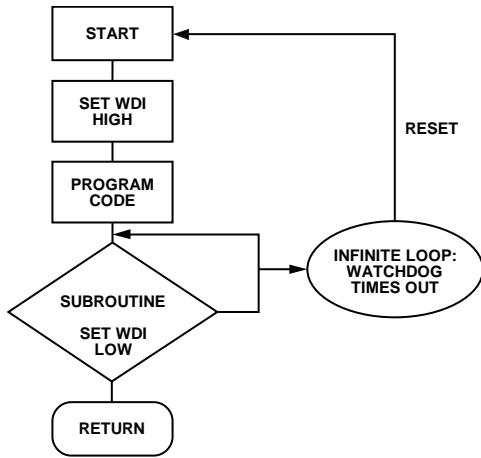 START
SET WDI
HIGH
RESET
PROGRAM
CODE
INFINITE LOOP:
WATCHDOG
TIMES OUT
SUBROUTINE
SET WDI
LOW
RETURN